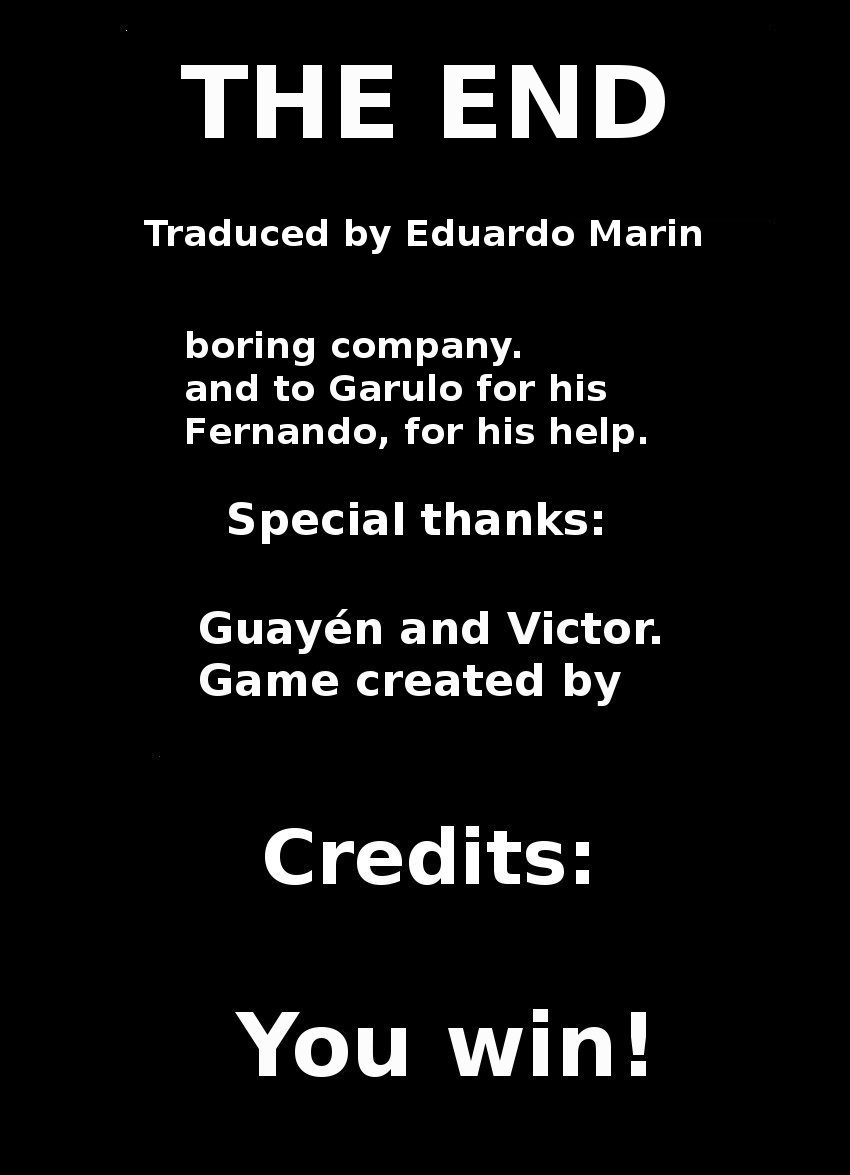 THE END
Traduced by Eduardo Marin
boring company.
and to Garulo for his
Fernando, for his help.
Special thanks:
Guayén and Victor.
Game created by
Credits:
You win!